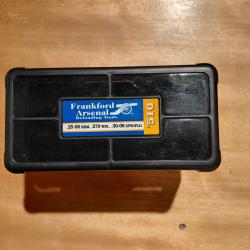 Frankford
Arsenal
Reloading Tools
#510
.25-06 REM. .270 WIN. .30-06 SPRGFLD.